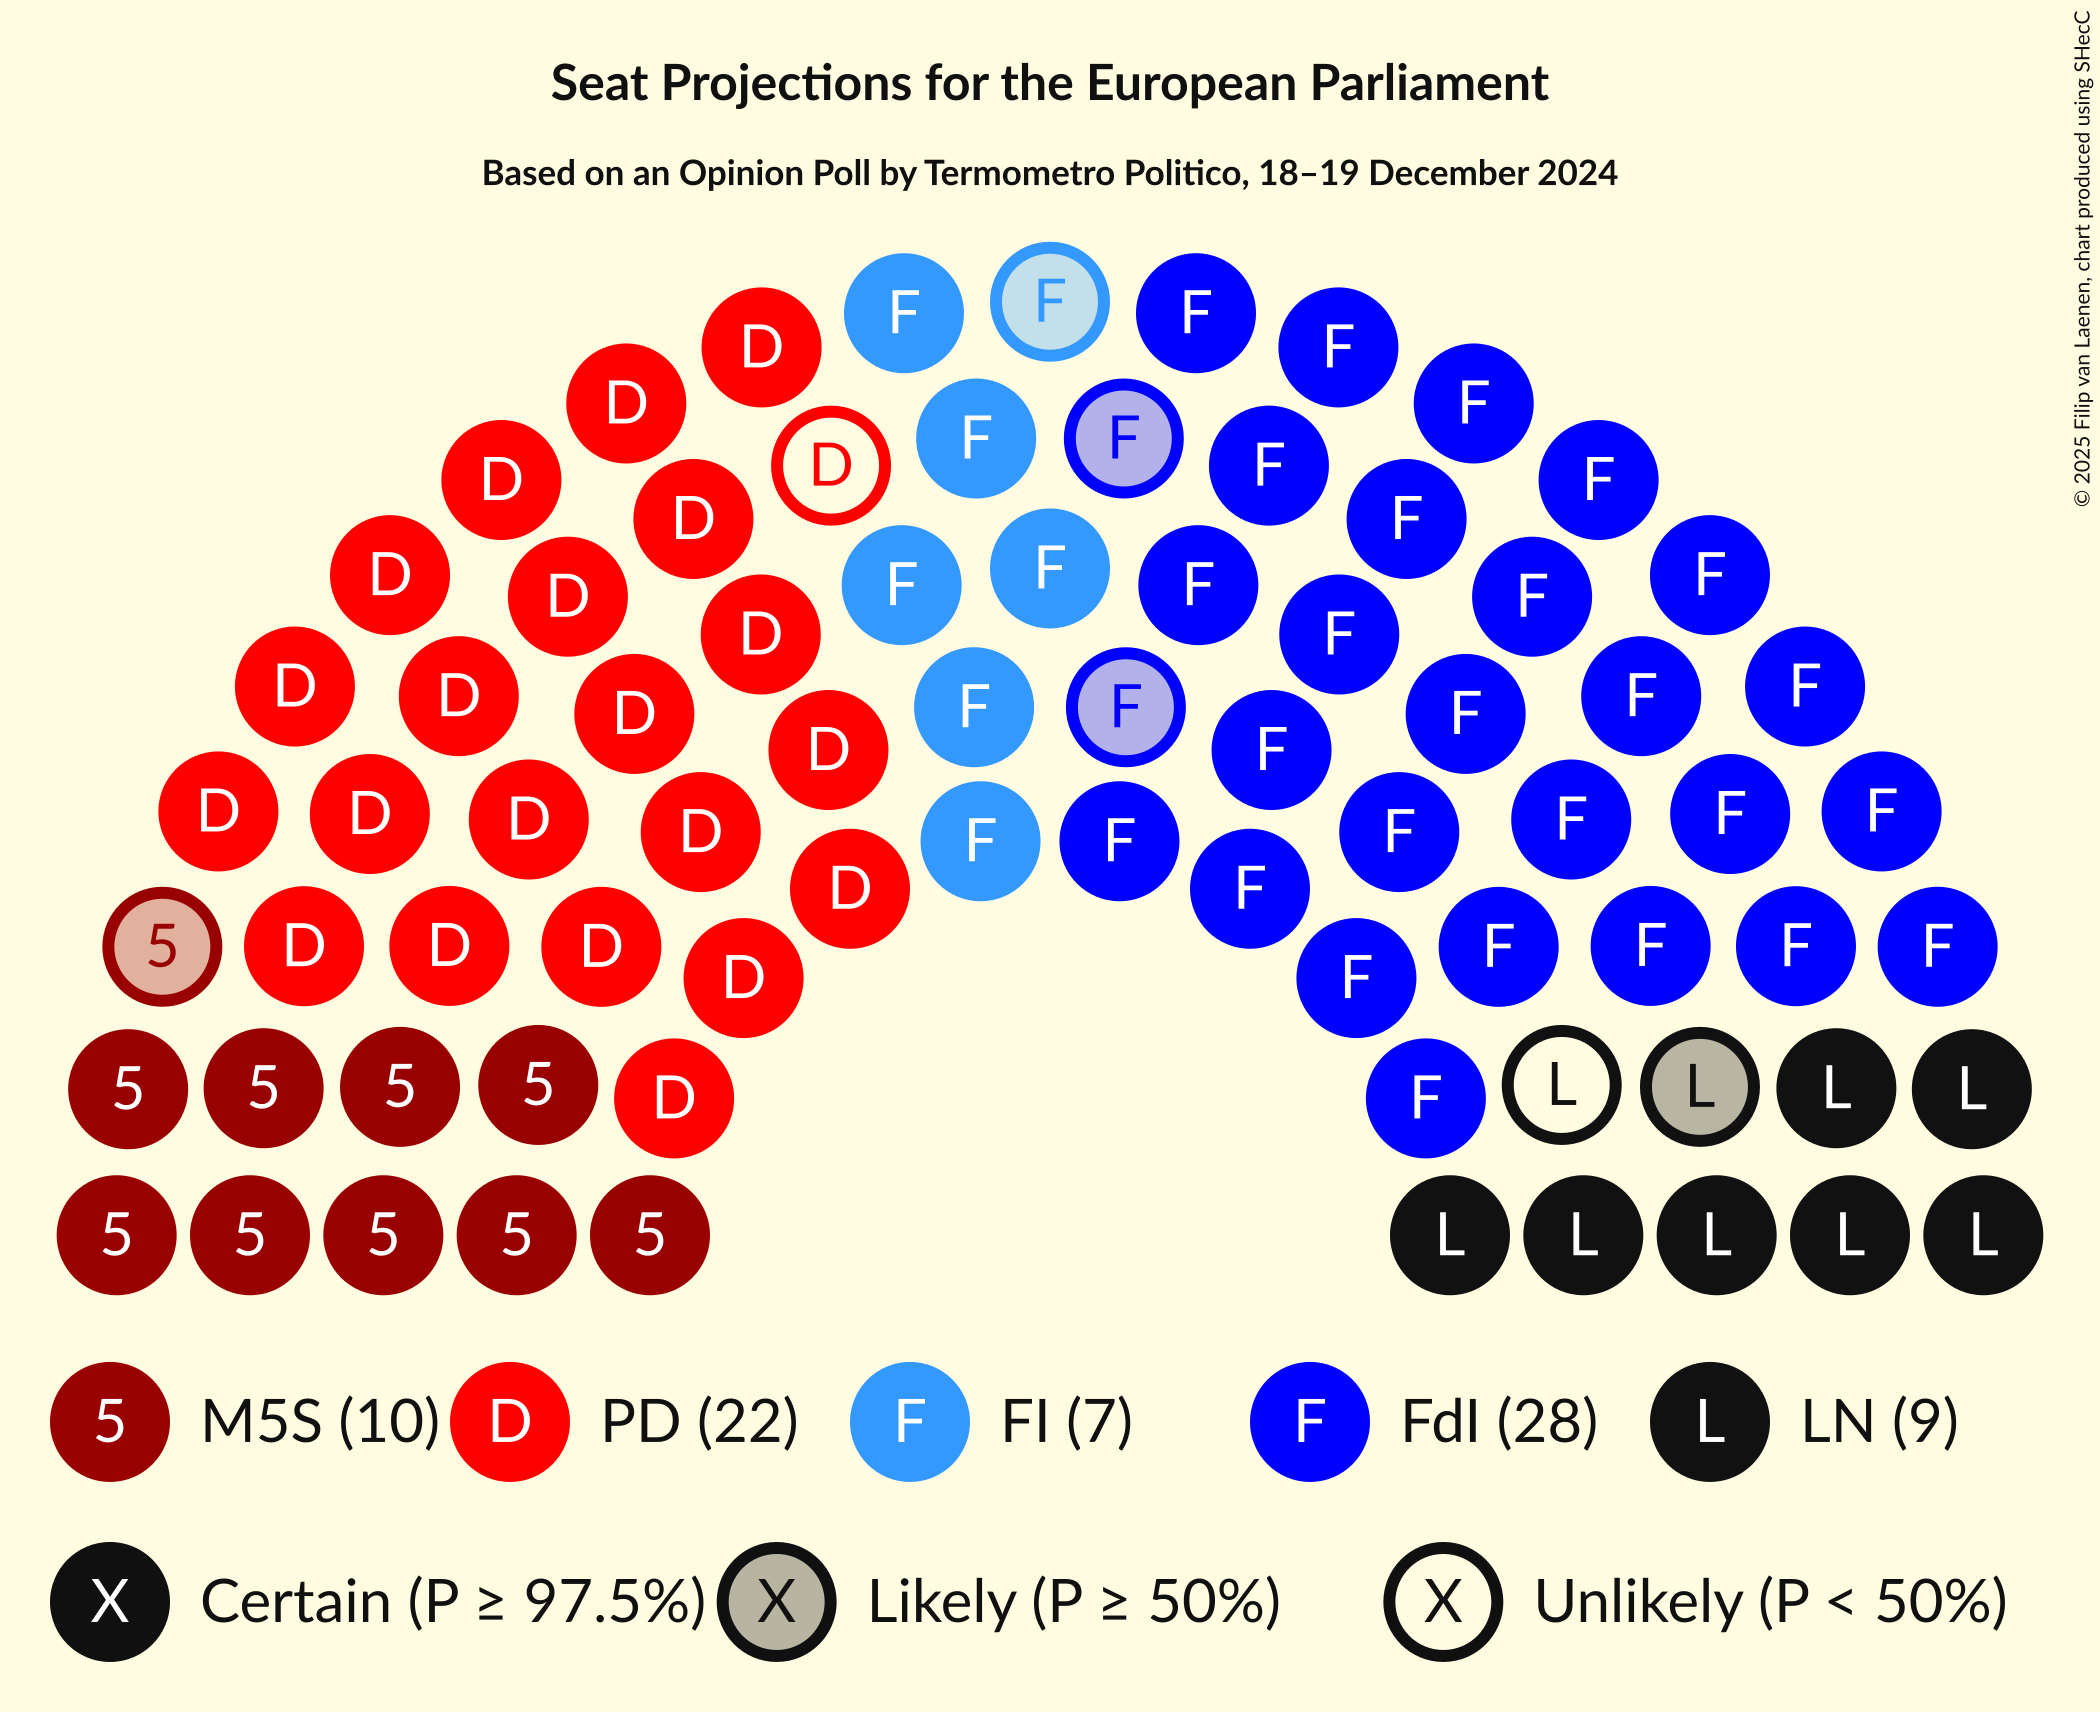 © 2025 Filip van Laenen, chart produced using SHecC
Seat Projections for the European Parliament
Based on an Opinion Poll by Termometro Politico, 18–19 December 2024
F F F
D F
D F
F F
D F
D F
D F
D F F F F
D F
D F
D D D F F F F F
D F
D D D D F F F F F F
D F
5 D D D F F F F
D F
5 5 5 5 D F L L L L
5 5 5 5 5 L L L L L
5 M5S (10) D PD (22) F FI (7) F FdI (28) L LN (9)
X Certain (P ≥ 97.5%) X Likely (P ≥ 50%) X Unlikely (P < 50%)